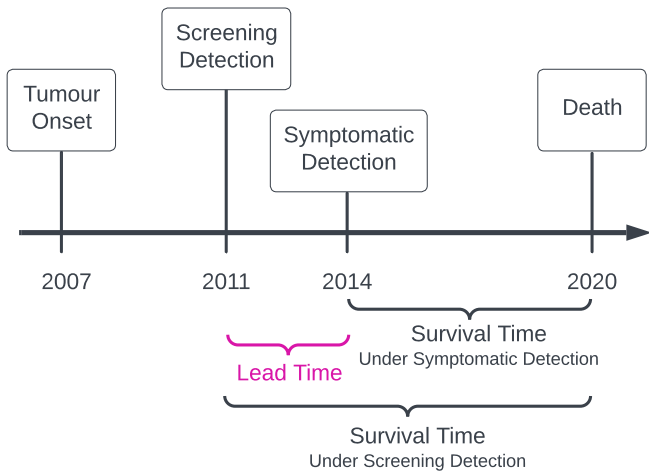 Screening
Detection
Tumour
Onset
Symptomatic
Detection
Death
2007
2011
2014
2020
Survival Time
Under Symptomatic Detection
Lead Time
Survival Time
Under Screening Detection